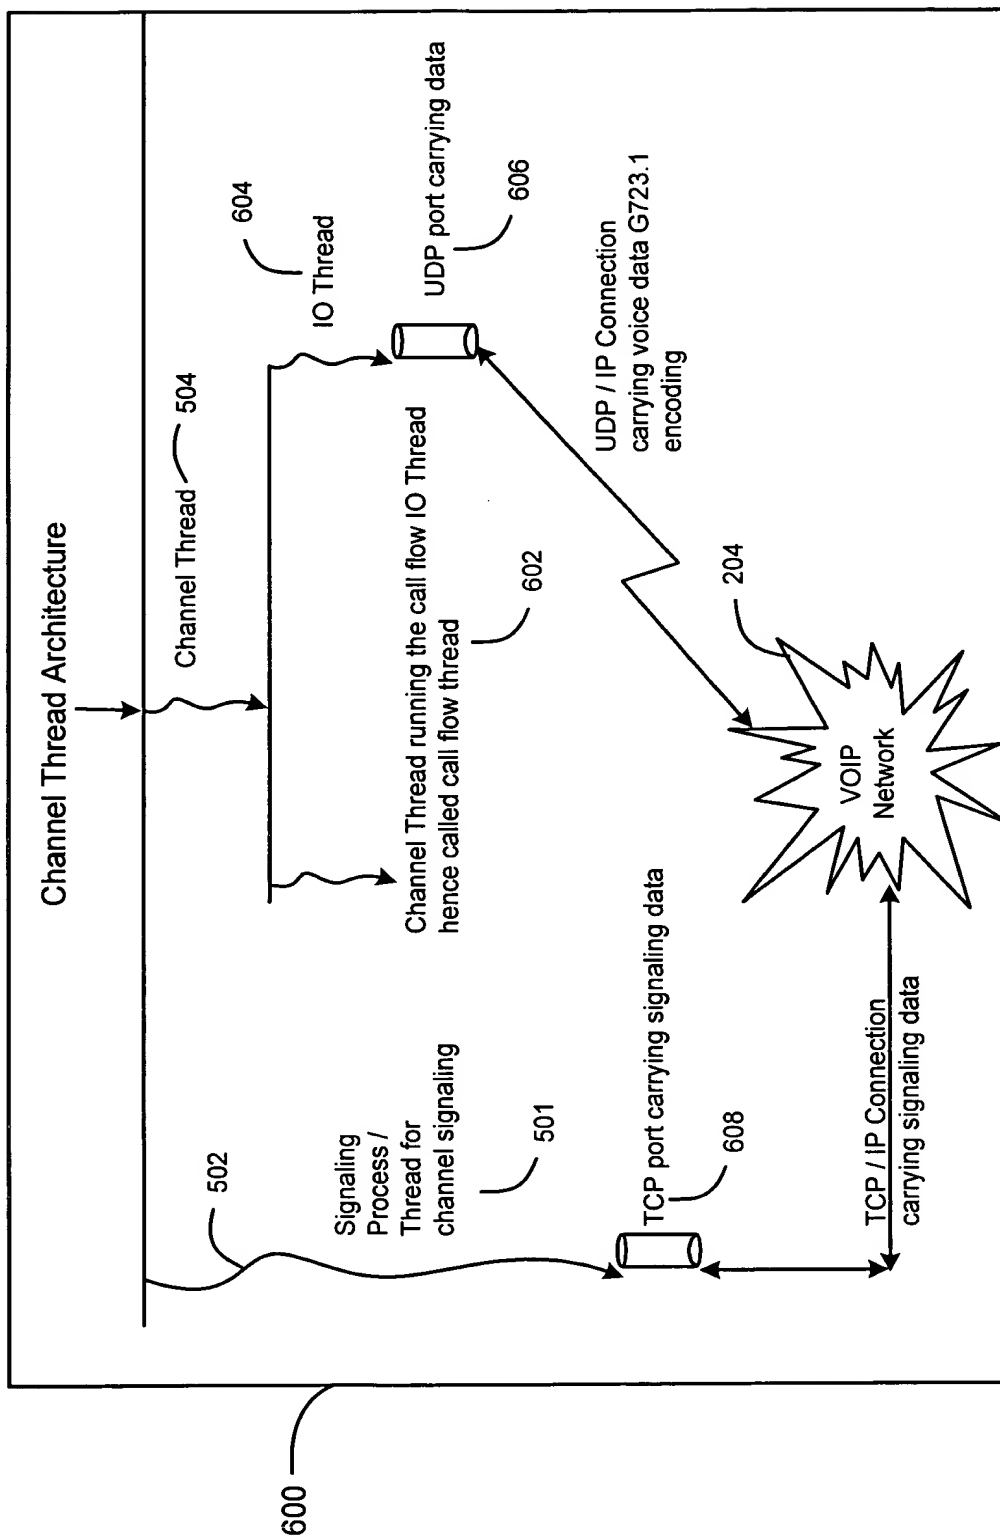 Channel Thread Architecture
Channel Thread
504
604
IO Thread
UDP port carrying data
606
Channel Thread running the call flow IO Thread
hence called call flow thread
602
UDP / IP Connection
carrying voice data G723.1
encoding
502
Signaling
Process /
Thread for
channel signaling
501
TCP port carrying signaling data
608
204
VOIP
Network
TCP / IP Connection
carrying signaling data
600